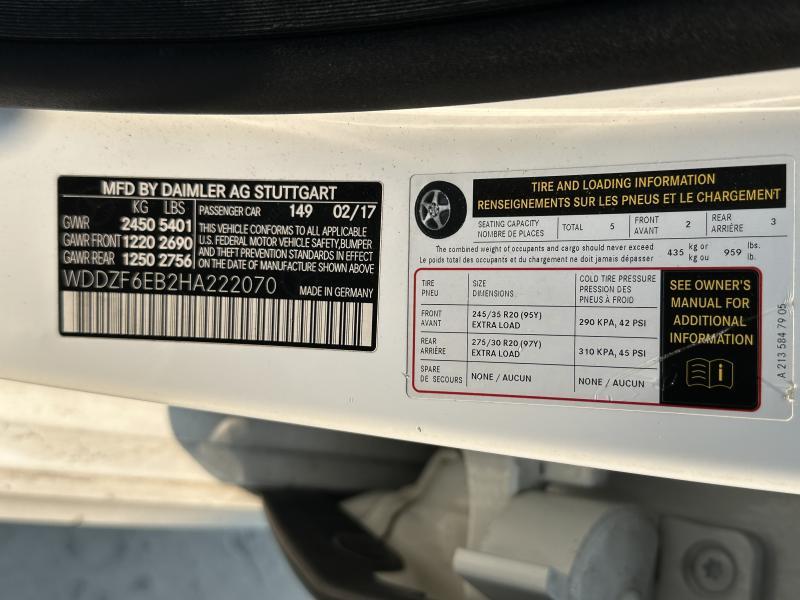 MFD BY DAIMLER AG STUTTGART
KG LBS
GVWR 2450 5401
GAWR FRONT 1220 2690
GAWR REAR 1250 2756
PASSENGER CAR 149 02/17
THIS VEHICLE CONFORMS TO ALL APPLICABLE
U.S. FEDERAL MOTOR VEHICLE SAFETY, BUMPER
AND THEFT PREVENTION STANDARDS IN EFFECT
ON THE DATE OF MANUFACTURE SHOWN ABOVE
WDDZF6EB2HA222070
MADE IN GERMANY
TIRE AND LOADING INFORMATION
RENSEIGNEMENTS SUR LES PNEUS ET LE CHARGEMENT
SEATING CAPACITY
NOMBRE DE PLACES
TOTAL 5
FRONT
AVANT
2
REAR
ARRIÈRE
3
The combined weight of occupants and cargo should never exceed
Le poids total des occupants et du chargement ne doit jamais dépasser
435 kg or
kg ou
959 lbs.
lb.
TIRE
PNEU
SIZE
DIMENSIONS
COLD TIRE PRESSURE
PRESSION DES
PNEUS À FROID
FRONT
AVANT
245/35 R20 (95Y)
EXTRA LOAD
290 KPA, 42 PSI
REAR
ARRIÈRE
275/30 R20 (97Y)
EXTRA LOAD
310 KPA, 45 PSI
SPARE
DE SECOURS
NONE / AUCUN
NONE / AUCUN
SEE OWNER'S
MANUAL FOR
ADDITIONAL
INFORMATION
i
A 213 584 79 05